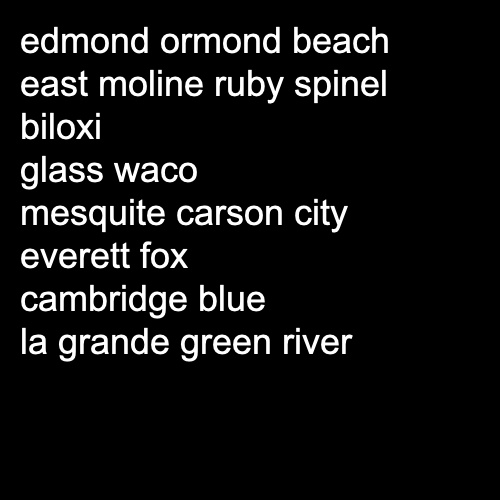 edmond ormond beach
east moline ruby spinel
biloxi
glass waco
mesquite carson city
everett fox
cambridge blue
la grande green river